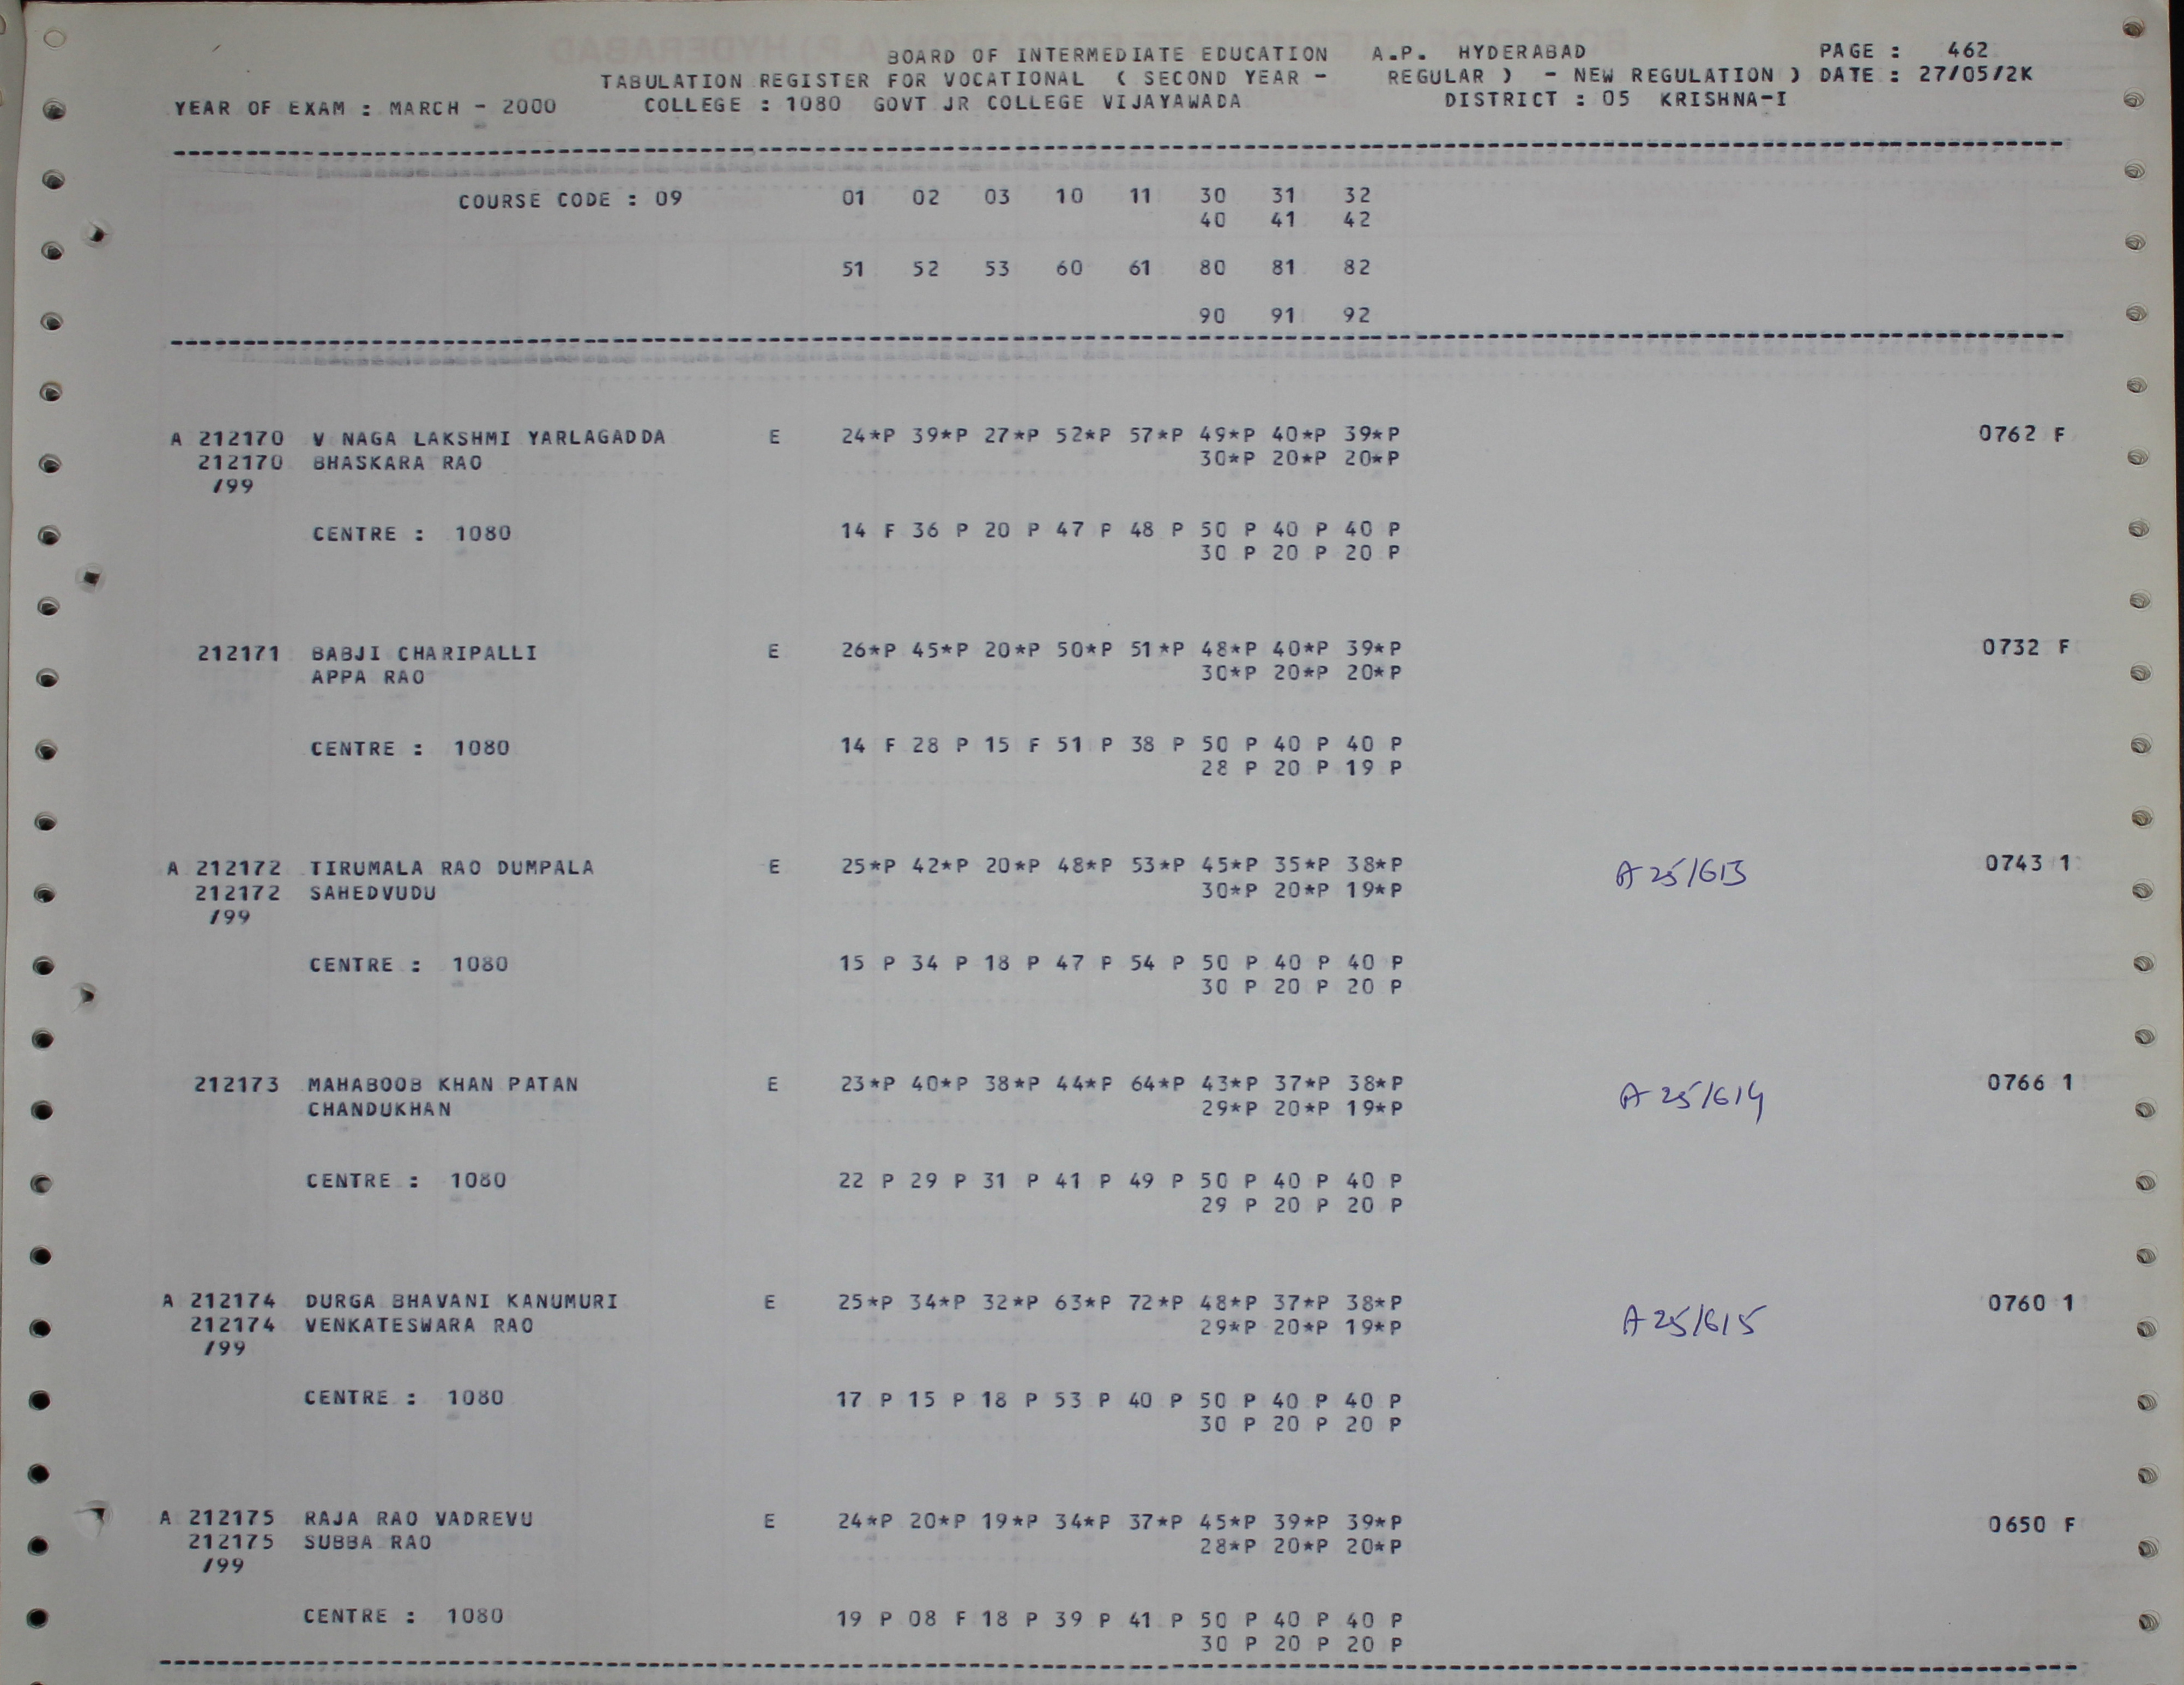 BOARD OF INTERMEDIATE EDUCATION A.P. HYDERABAD PAGE : 462
TABULATION REGISTER FOR VOCATIONAL ( SECOND YEAR - REGULAR ) - NEW REGULATION ) DATE : 27/05/2K
YEAR OF EXAM : MARCH - 2000 COLLEGE : 1080 GOVT JR COLLEGE VIJAYAWADA DISTRICT : 05 KRISHNA-I
COURSE CODE : 09 01 02 03 10 11 30 31 32
40 41 42
51 52 53 60 61 80 81 82
90 91 92
A 212170 V NAGA LAKSHMI YARLAGADDA E 24*P 39*P 27*P 52*P 57*P 49*P 40*P 39*P 0762 F
212170 BHASKARA RAO 30*P 20*P 20*P
/99
CENTRE : 1080 14 F 36 P 20 P 47 P 48 P 50 P 40 P 40 P
30 P 20 P 20 P
212171 BABJI CHARIPALLI E 26*P 45*P 20*P 50*P 51*P 48*P 40*P 39*P 0732 F
APPA RAO 30*P 20*P 20*P
CENTRE : 1080 14 F 28 P 15 F 51 P 38 P 50 P 40 P 40 P
28 P 20 P 19 P
A 212172 TIRUMALA RAO DUMPALA E 25*P 42*P 20*P 48*P 53*P 45*P 35*P 38*P A 25/613 0743 1
212172 SAHEDVUDU 30*P 20*P 19*P
/99
CENTRE : 1080 15 P 34 P 18 P 47 P 54 P 50 P 40 P 40 P
30 P 20 P 20 P
212173 MAHABOOB KHAN PATAN E 23*P 40*P 38*P 44*P 64*P 43*P 37*P 38*P A 25/614 0766 1
CHANDUKHAN 29*P 20*P 19*P
CENTRE : 1080 22 P 29 P 31 P 41 P 49 P 50 P 40 P 40 P
29 P 20 P 20 P
A 212174 DURGA BHAVANI KANUMURI E 25*P 34*P 32*P 63*P 72*P 48*P 37*P 38*P A 25/615 0760 1
212174 VENKATESWARA RAO 29*P 20*P 19*P
/99
CENTRE : 1080 17 P 15 P 18 P 53 P 40 P 50 P 40 P 40 P
30 P 20 P 20 P
A 212175 RAJA RAO VADREVU E 24*P 20*P 19*P 34*P 37*P 45*P 39*P 39*P 0650 F
212175 SUBBA RAO 28*P 20*P 20*P
/99
CENTRE : 1080 19 P 08 F 18 P 39 P 41 P 50 P 40 P 40 P
30 P 20 P 20 P